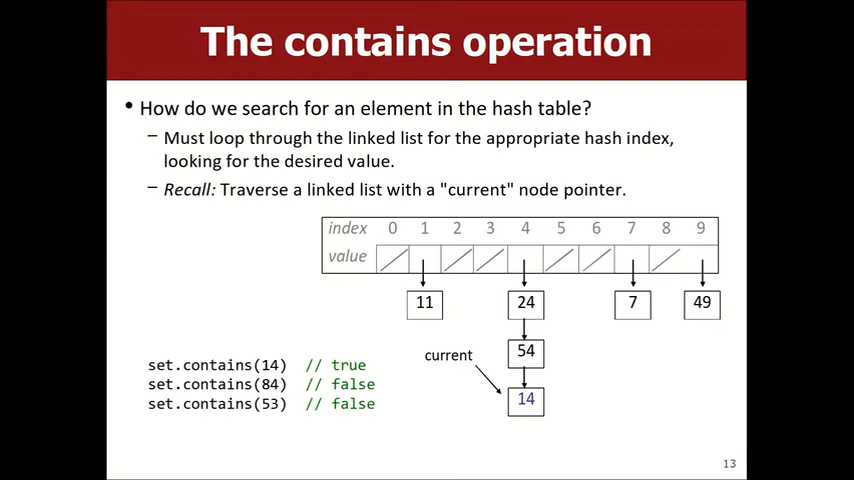 The contains operation
• How do we search for an element in the hash table?
– Must loop through the linked list for the appropriate hash index,
looking for the desired value.
– Recall: Traverse a linked list with a "current" node pointer.
index 0 1 2 3 4 5 6 7 8 9
value
11 24 7 49
54
current
14
set.contains(14) // true
set.contains(84) // false
set.contains(53) // false
13